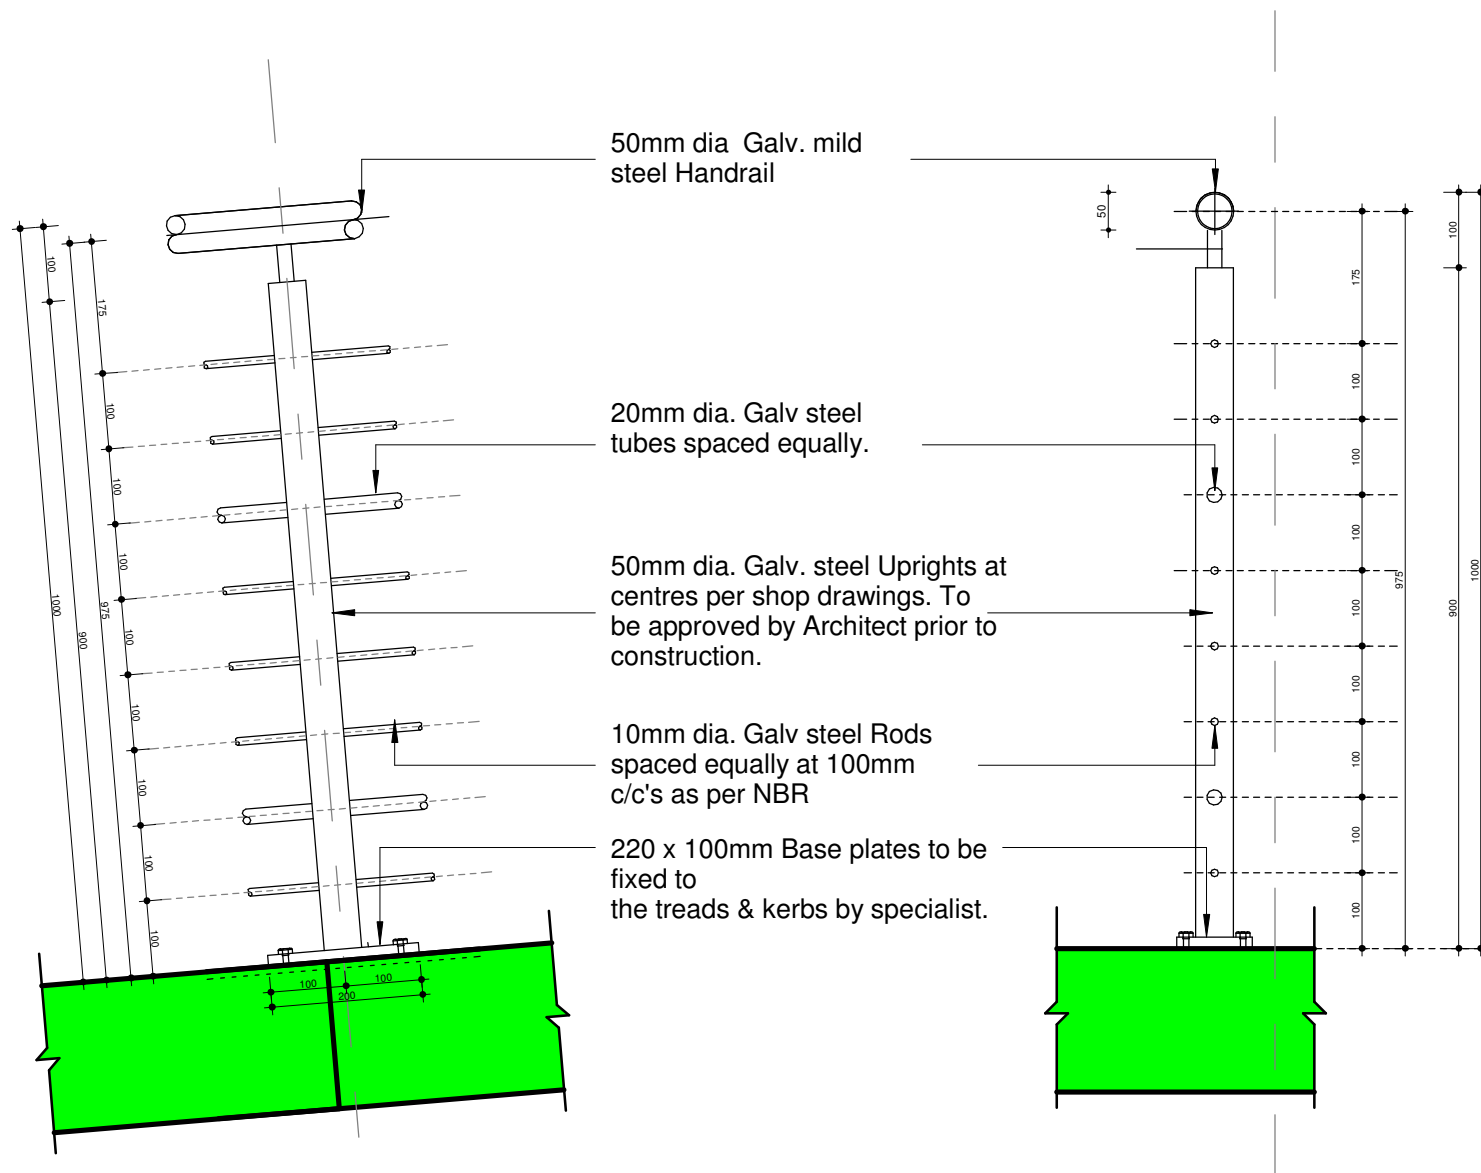 50mm dia  Galv. mild
steel Handrail
20mm dia. Galv steel
tubes spaced equally.
50mm dia. Galv. steel Uprights at
centres per shop drawings. To
be approved by Architect prior to
construction.
10mm dia. Galv steel Rods
spaced equally at 100mm
c/c's as per NBR
220 x 100mm Base plates to be
fixed to
the treads & kerbs by specialist.
1000
100
900
975
175
100
100
100
100
100
100
100
100
100
100
200
50
175
100
100
100
100
100
100
100
100
975
100
900
1000